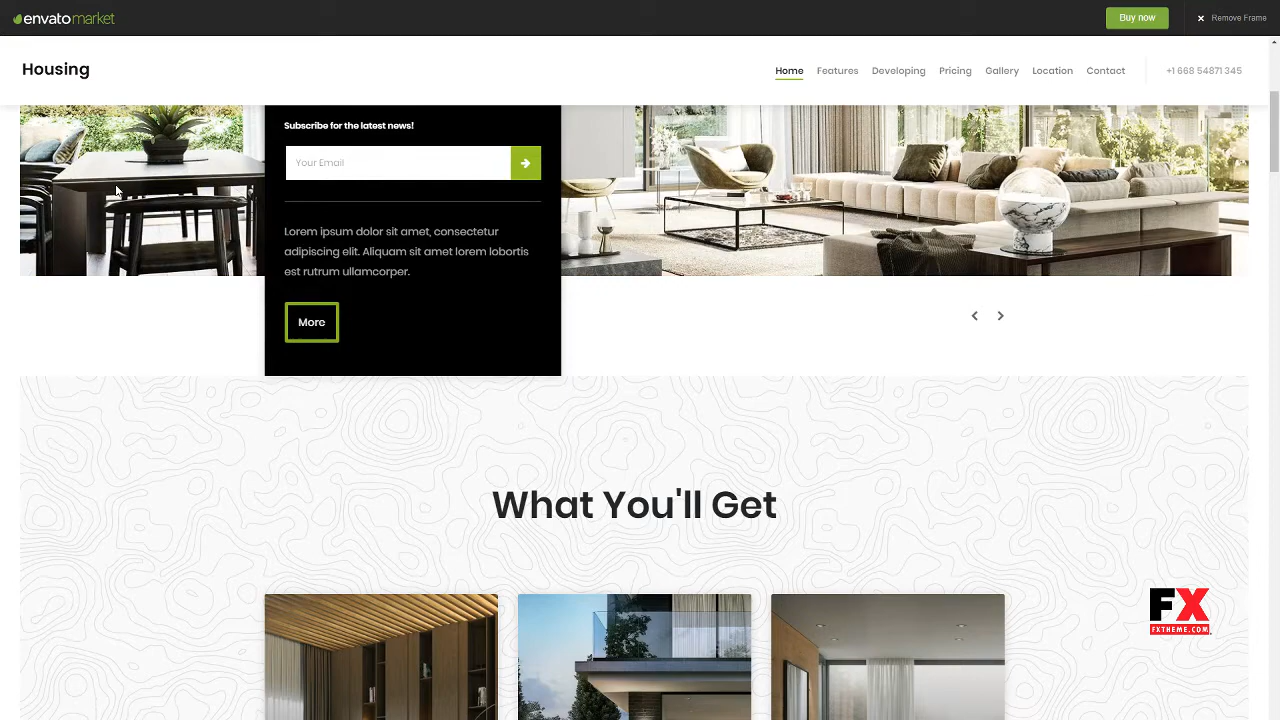 envatomarket
Buy now
Remove Frame
Housing
Home
Features
Developing
Pricing
Gallery
Location
Contact
+1 668 54871 345
Subscribe for the latest news!
Your Email
Lorem ipsum dolor sit amet, consectetur
adipiscing elit. Aliquam sit amet lorem lobortis
est rutrum ullamcorper.
More
What You'll Get
FX
FXTHEME.COM